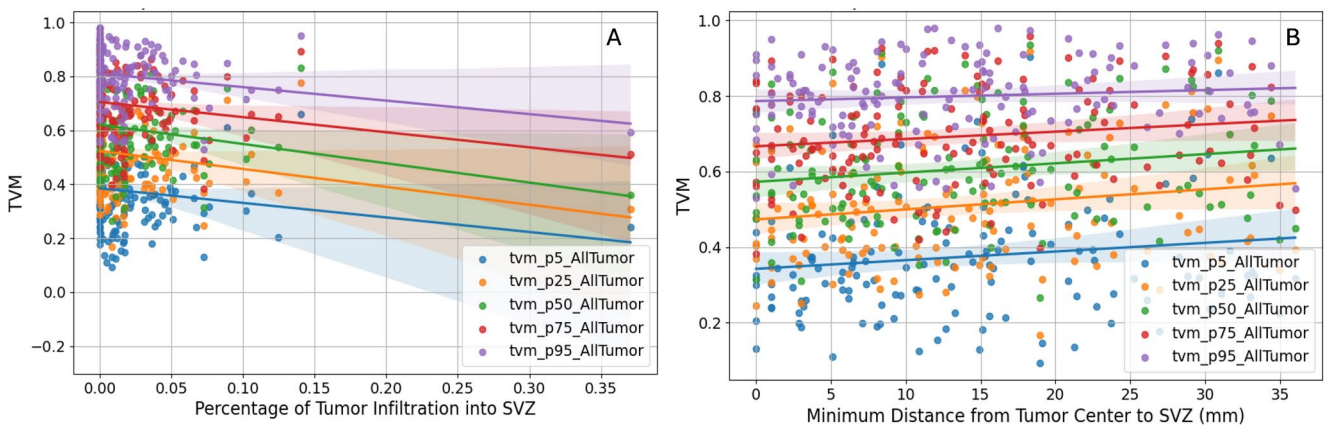 A
TVM
1.0
0.8
0.6
0.4
0.2
0.0
−0.2
0.00
0.05
0.10
0.15
0.20
0.25
0.30
0.35
Percentage of Tumor Infiltration into SVZ
tvm_p5_AllTumor
tvm_p25_AllTumor
tvm_p50_AllTumor
tvm_p75_AllTumor
tvm_p95_AllTumor
B
TVM
1.0
0.8
0.6
0.4
0.2
0
5
10
15
20
25
30
35
Minimum Distance from Tumor Center to SVZ (mm)
tvm_p5_AllTumor
tvm_p25_AllTumor
tvm_p50_AllTumor
tvm_p75_AllTumor
tvm_p95_AllTumor